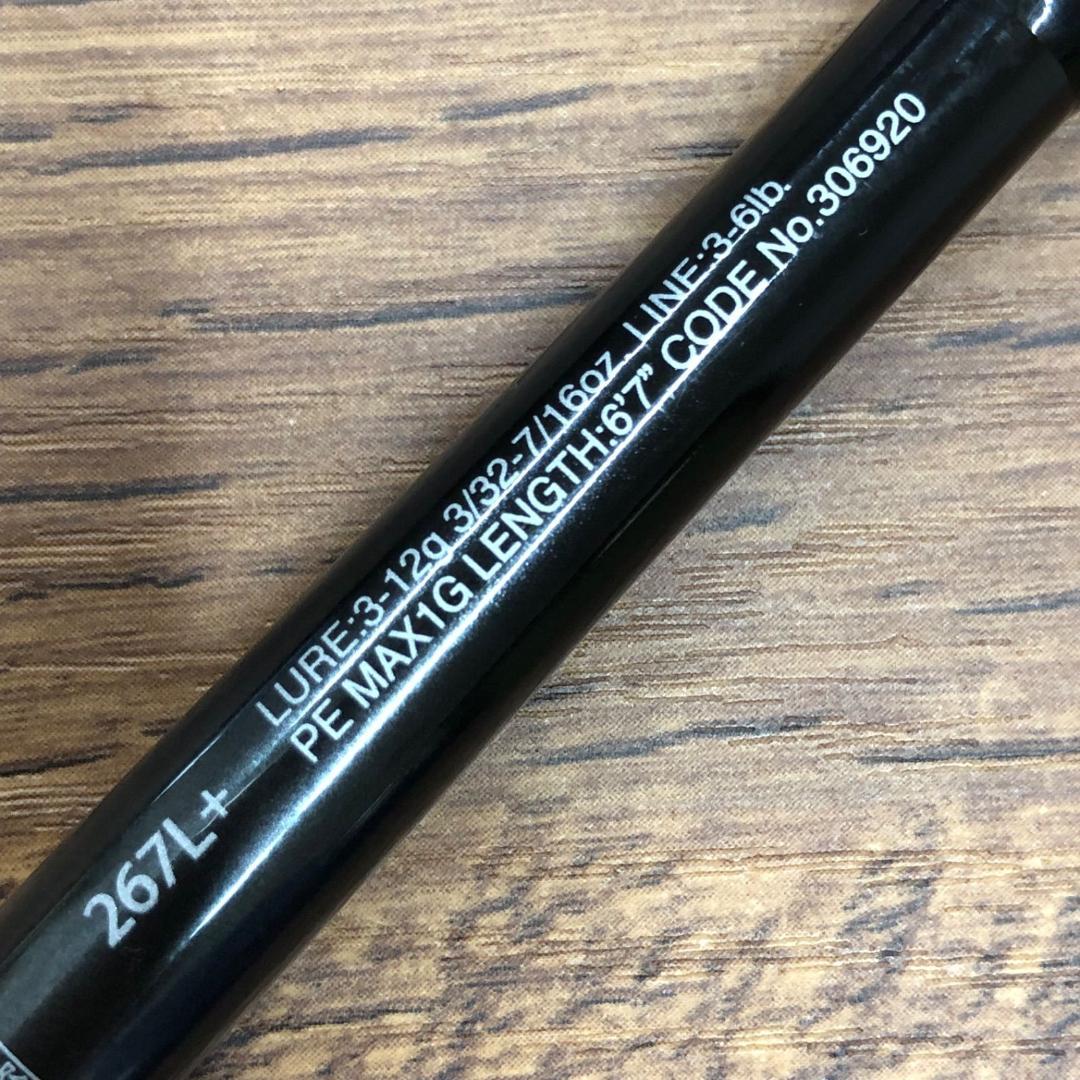 267L+
LURE:3-12g 3/32-7/16oz. LINE:3-6lb.
PE MAX1G LENGTH:6'7" CODE No.306920